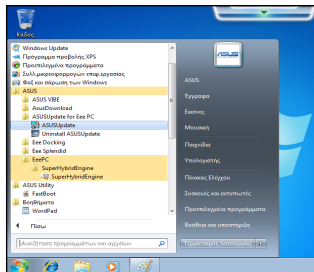 Κάδος
Windows Update
Πρόγραμμα προβολής XPS
Προεπιλεγμένα προγράμματα
Συλλ.μικροεφαρμογών επιφ.εργασίας
Φαξ και σάρωση των Windows
ASUS
ASUS VIBE
AsusDownload
ASUSUpdate for Eee PC
ASUSUpdate
Uninstall ASUSUpdate
Eee Docking
Eee Splendid
EeePC
SuperHybridEngine
SuperHybridEngine
ASUS Utility
FastBoot
Βοηθήματα
WordPad
Πίσω
Αναζήτηση προγραμμάτων και αρχείων
ASUS
ASUS
Έγγραφα
Εικόνες
Μουσική
Παιχνίδια
Υπολογιστής
Πίνακας Ελέγχου
Συσκευές και εκτυπωτές
Προεπιλεγμένα προγράμματα
Βοήθεια και υποστήριξη
Τερματισμός λειτουργίας